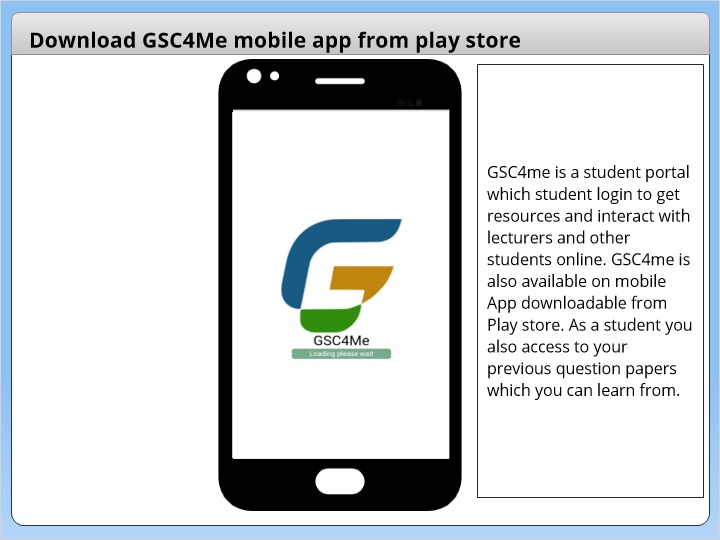 Download GSC4Me mobile app from play store
GSC4Me
Loading please wait
GSC4me is a student portal
which student login to get
resources and interact with
lecturers and other
students online. GSC4me is
also available on mobile
App downloadable from
Play store. As a student you
also access to your
previous question papers
which you can learn from.